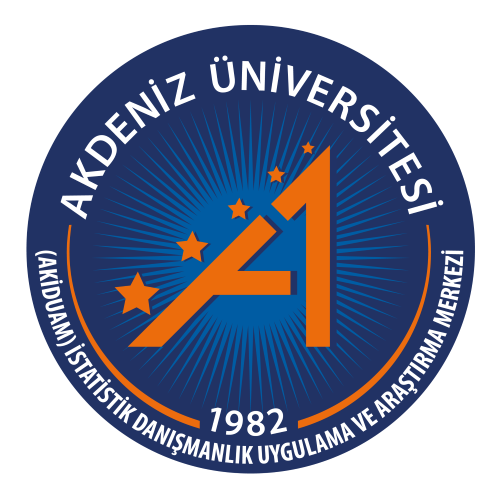 AKDENİZ ÜNİVERSİTESİ
1982
(AKİDUAM) İSTATİSTİK DANIŞMANLIK UYGULAMA VE ARAŞTIRMA MERKEZİ